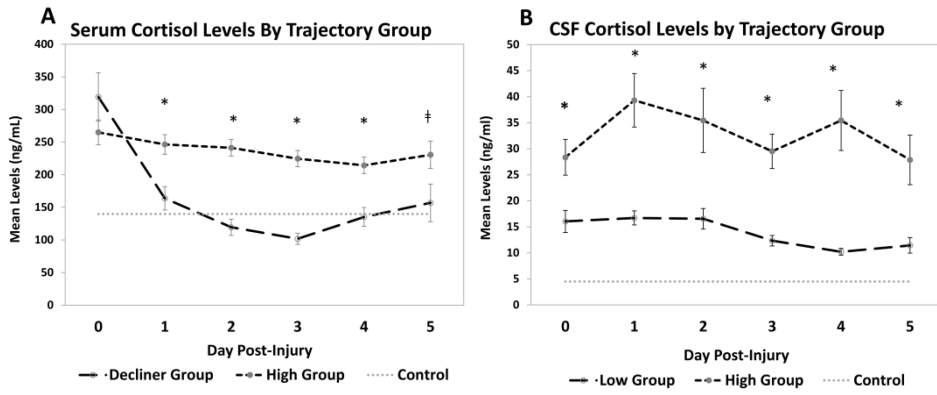 A Serum Cortisol Levels By Trajectory Group
400
350
300
250
200
150
100
50
0
Mean Levels (ng/mL)
* * * * ‡
0 1 2 3 4 5
Day Post-Injury
Decliner Group High Group Control
B CSF Cortisol Levels by Trajectory Group
50
45
40
35
30
25
20
15
10
5
0
Mean Levels (ng/ml)
* * * * * *
0 1 2 3 4 5
Day Post-Injury
Low Group High Group Control